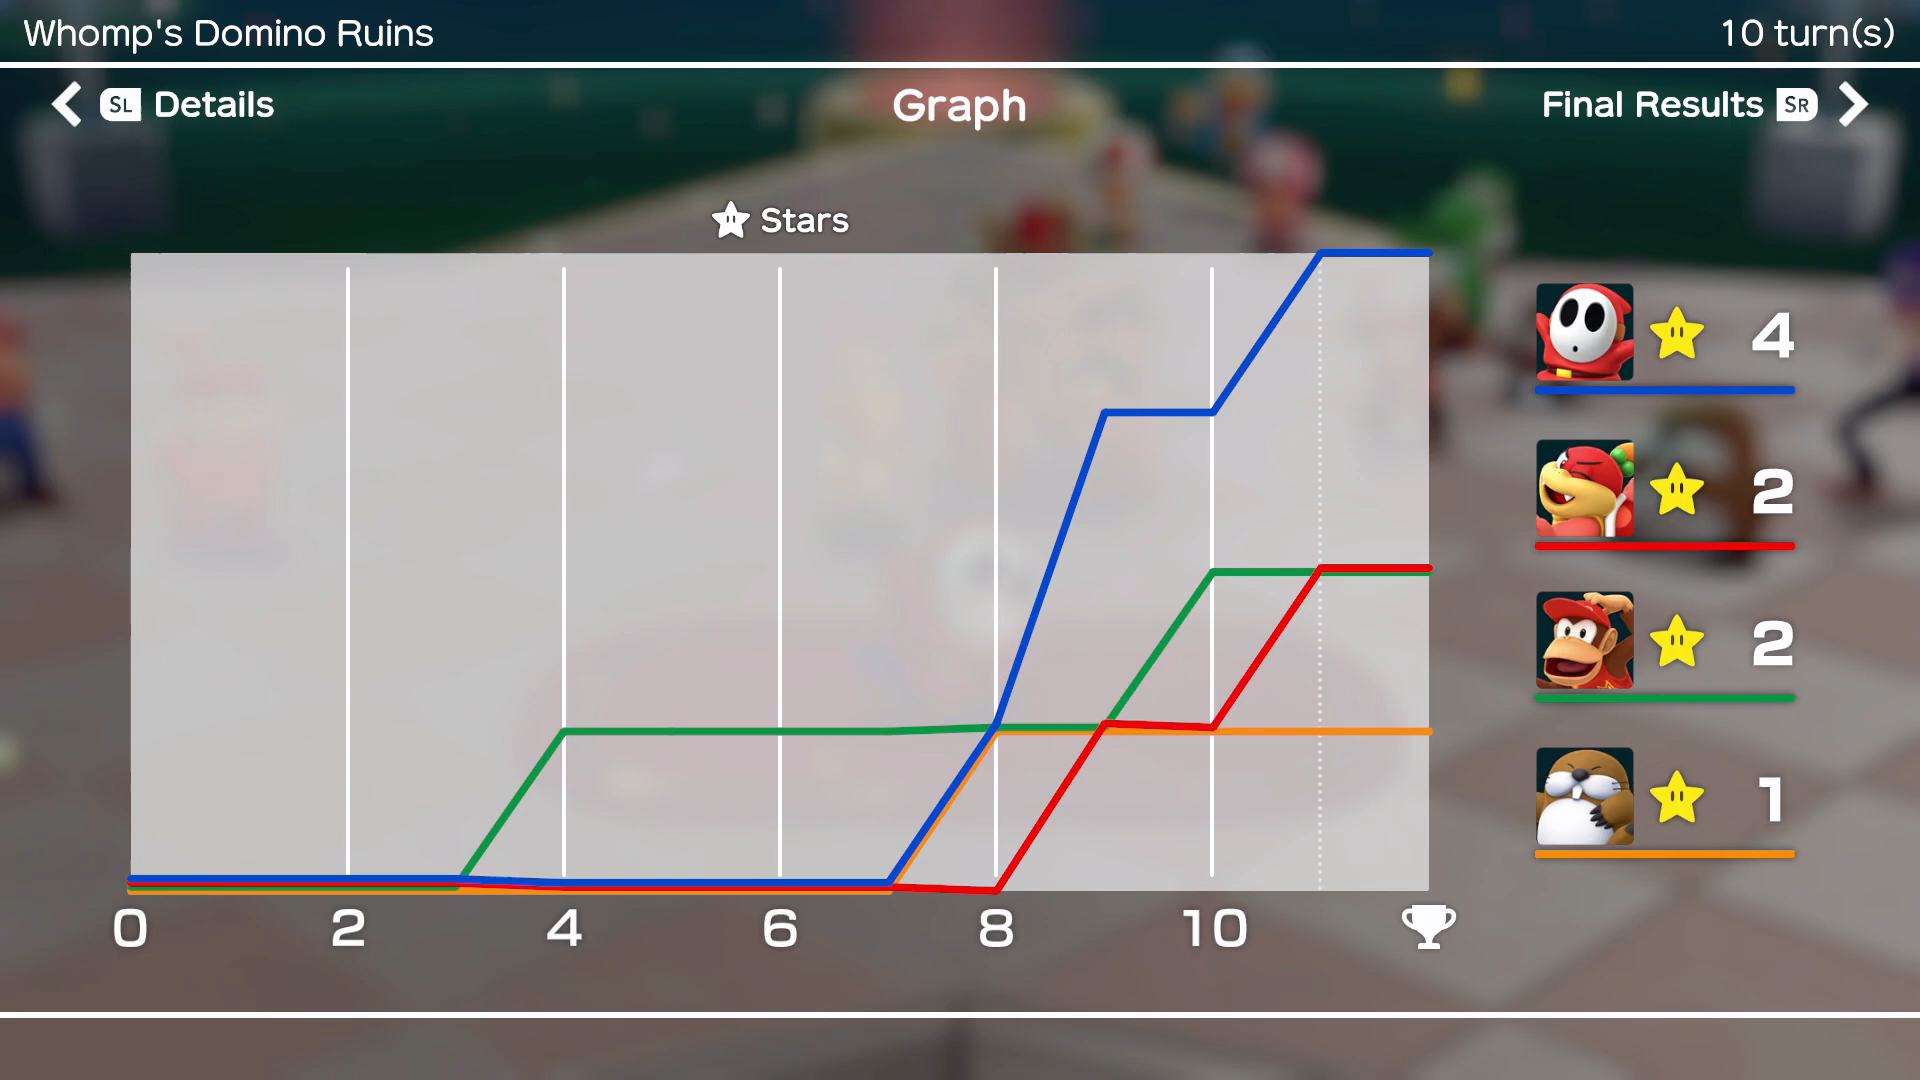 Whomp's Domino Ruins
10 turn(s)
SL Details
Graph
Final Results SR
Stars
4
2
2
1
0 2 4 6 8 10